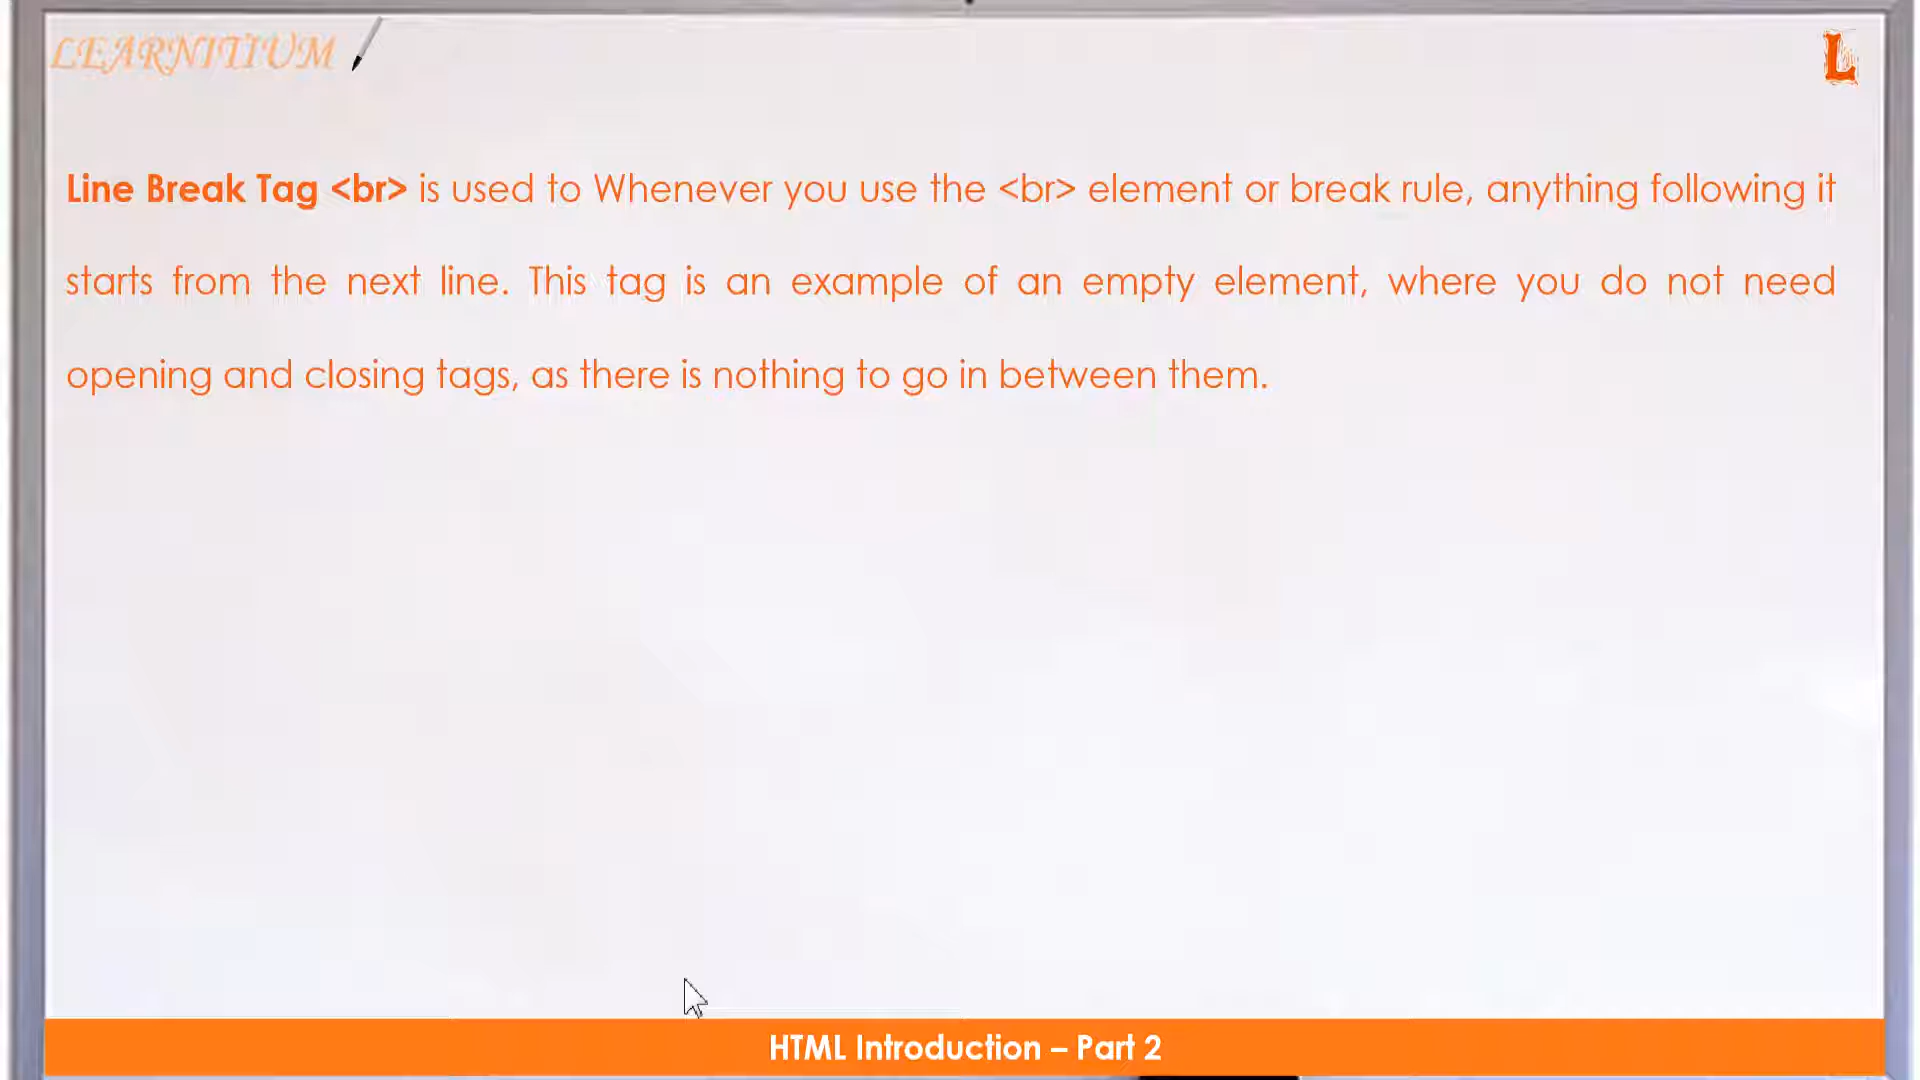 LEARNITIUM
L
Line Break Tag <br> is used to Whenever you use the <br> element or break rule, anything following it
starts from the next line. This tag is an example of an empty element, where you do not need
opening and closing tags, as there is nothing to go in between them.
HTML Introduction – Part 2